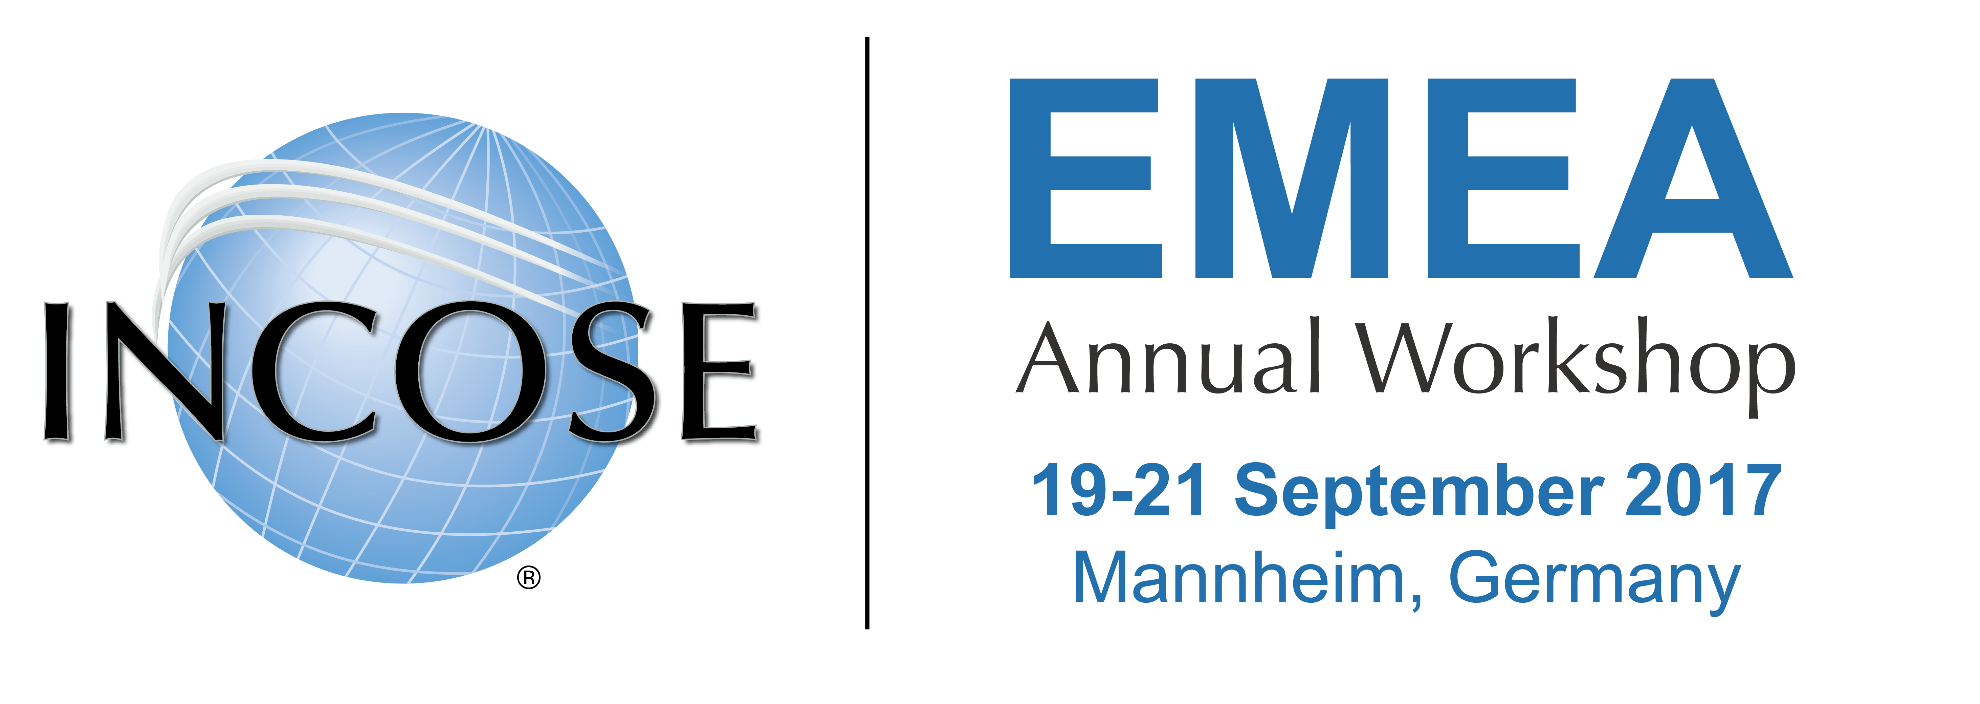 INCOSE
®
EMEA
Annual Workshop
19-21 September 2017
Mannheim, Germany